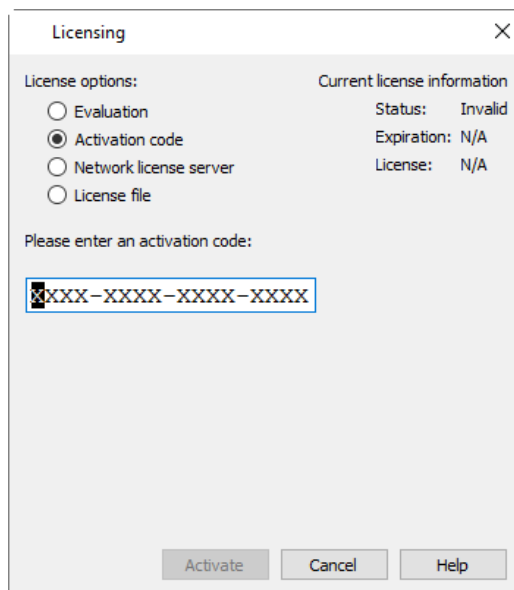 Licensing
License options:
Evaluation
Activation code
Network license server
License file
Current license information
Status: Invalid
Expiration: N/A
License: N/A
Please enter an activation code:
XXXX-XXXX-XXXX-XXXX
Activate Cancel Help